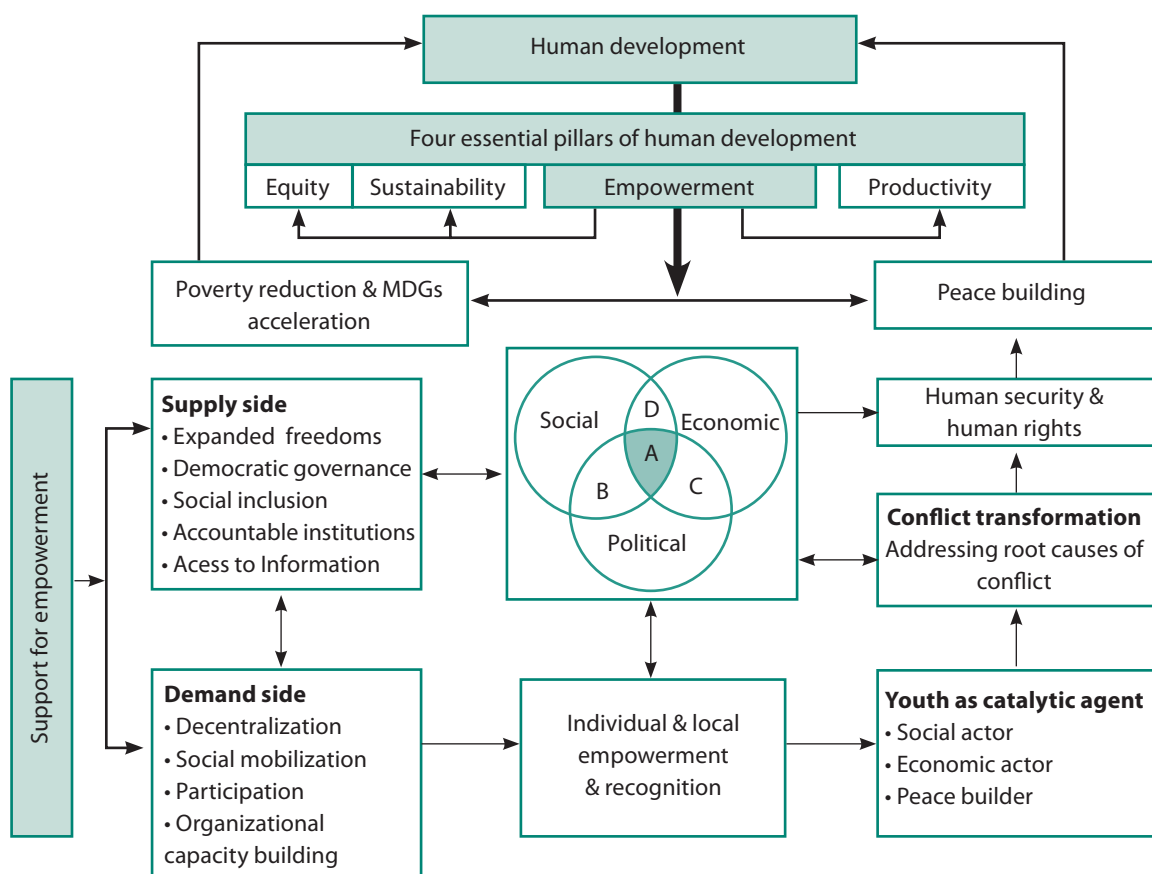 Human development
Four essential pillars of human development
Equity
Sustainability
Empowerment
Productivity
Poverty reduction & MDGs
acceleration
Peace building
Support for empowerment
Supply side
• Expanded freedoms
• Democratic governance
• Social inclusion
• Accountable institutions
• Acess to Information
Social
D
Economic
A
B
C
Political
Human security &
human rights
Conflict transformation
Addressing root causes of
conflict
Demand side
• Decentralization
• Social mobilization
• Participation
• Organizational
capacity building
Individual & local
empowerment
& recognition
Youth as catalytic agent
• Social actor
• Economic actor
• Peace builder